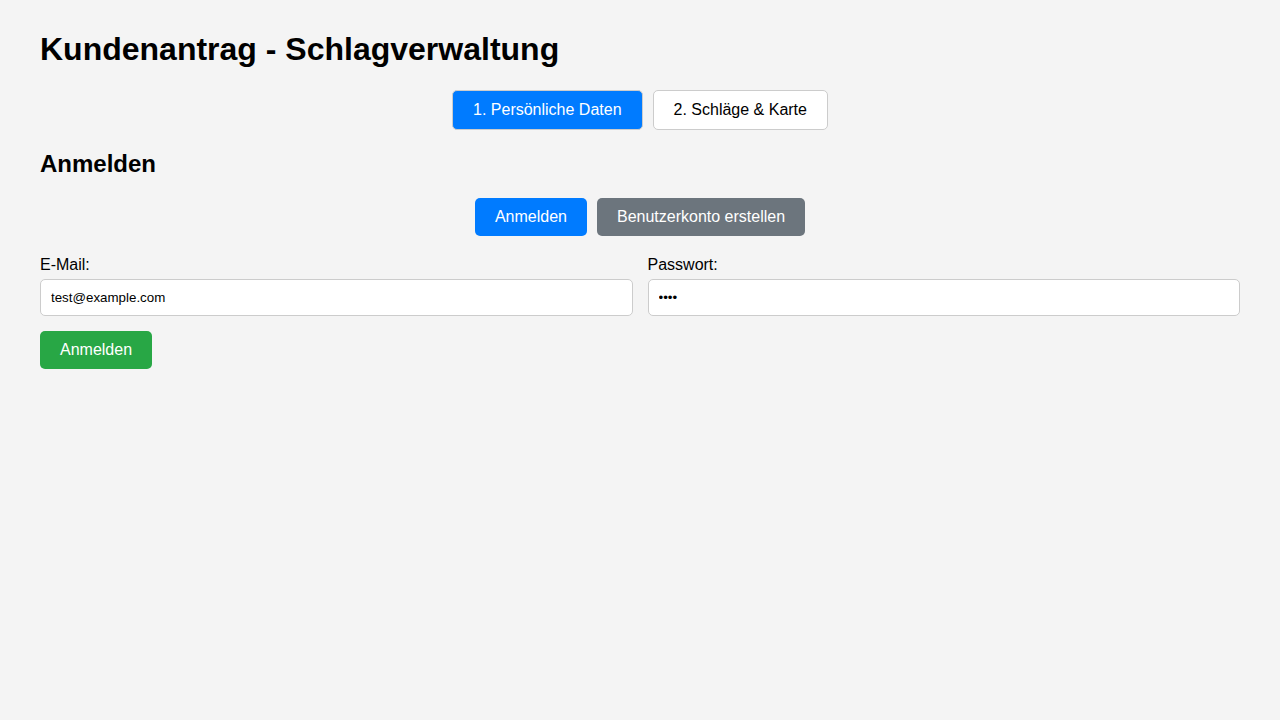 Kundenantrag - Schlagverwaltung
1. Persönliche Daten 2. Schläge & Karte
Anmelden
Anmelden Benutzerkonto erstellen
E-Mail: Passwort:
test@example.com ••••
Anmelden